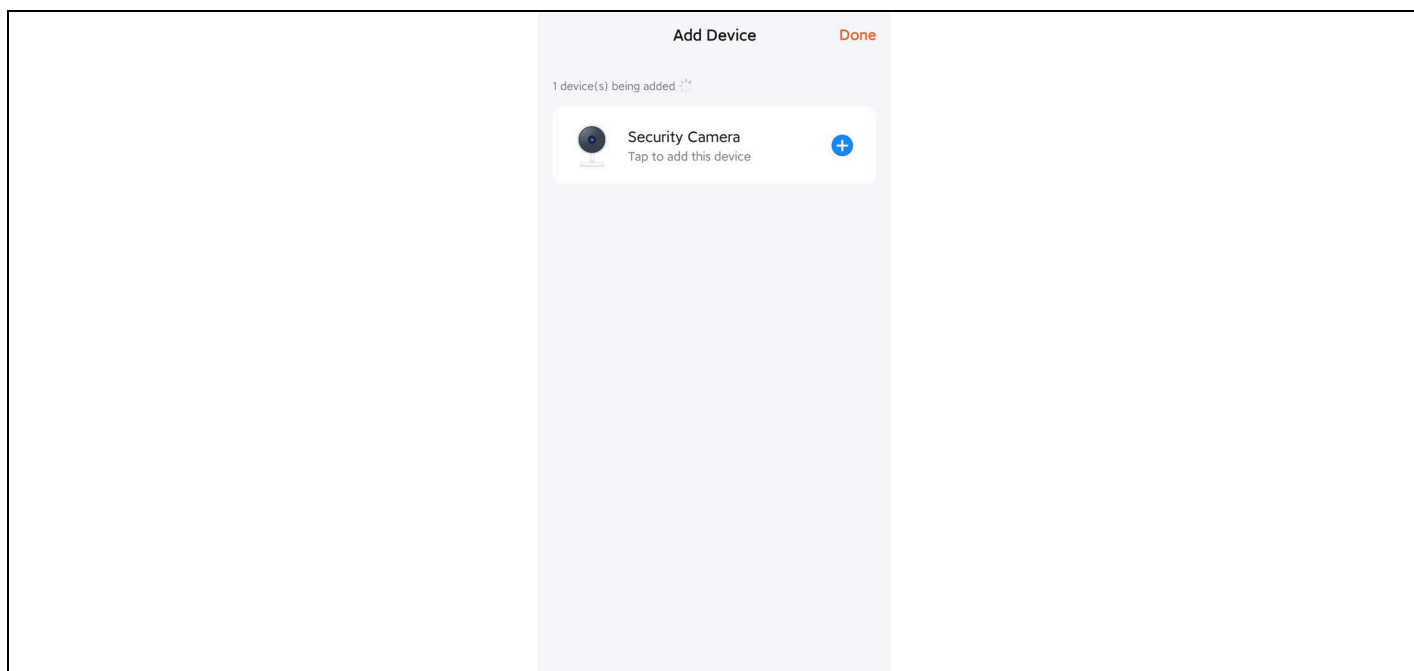 Add Device
Done
1 device(s) being added
Security Camera
Tap to add this device